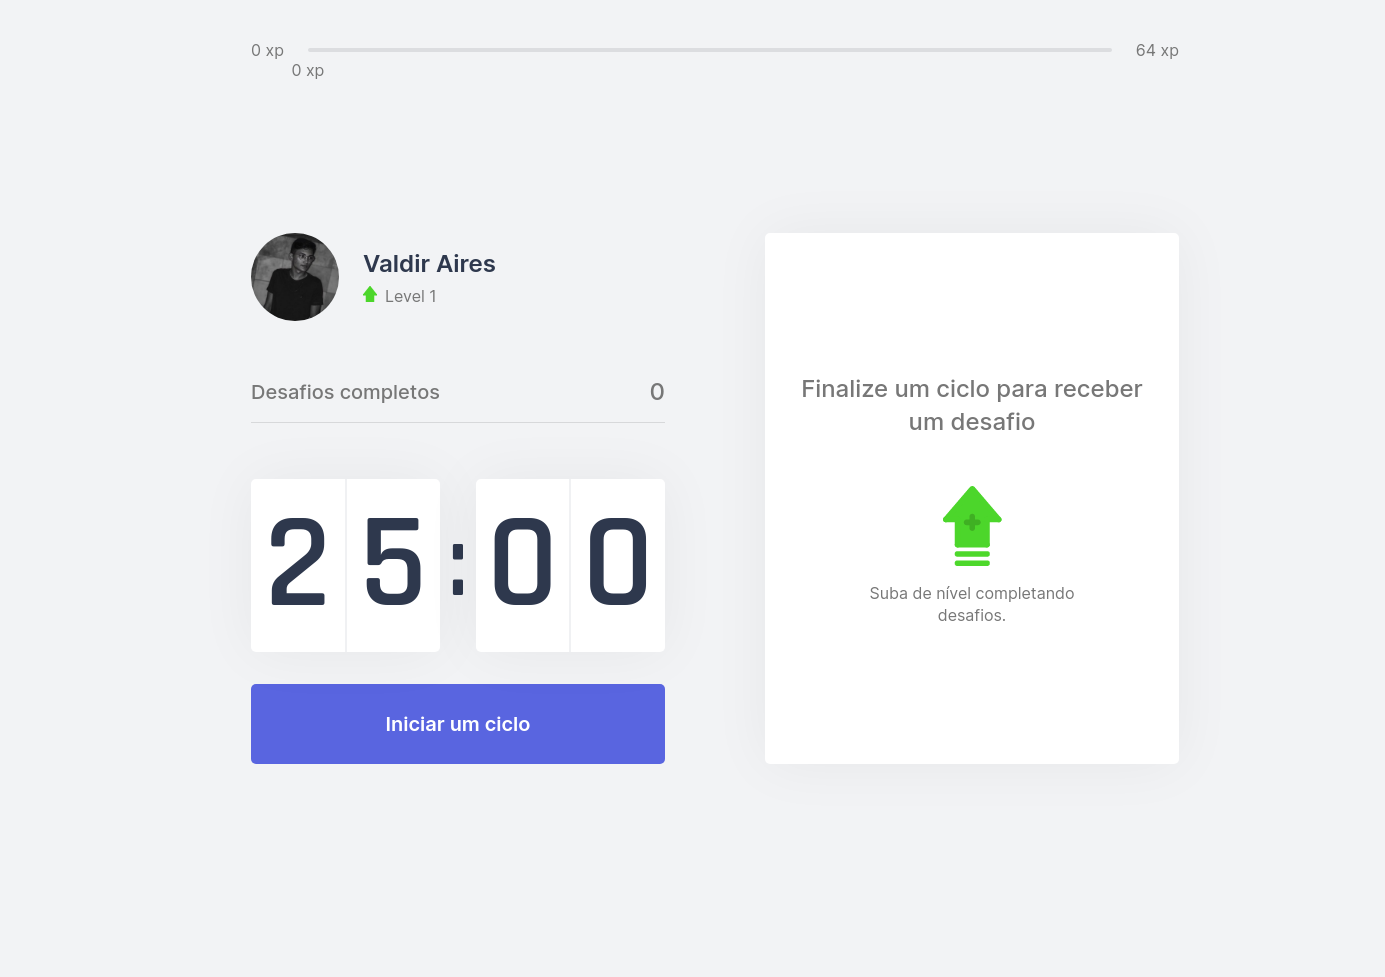 0 xp
64 xp
0 xp
Valdir Aires
Level 1
Desafios completos
0
25:00
Iniciar um ciclo
Finalize um ciclo para receber
um desafio
Suba de nível completando
desafios.